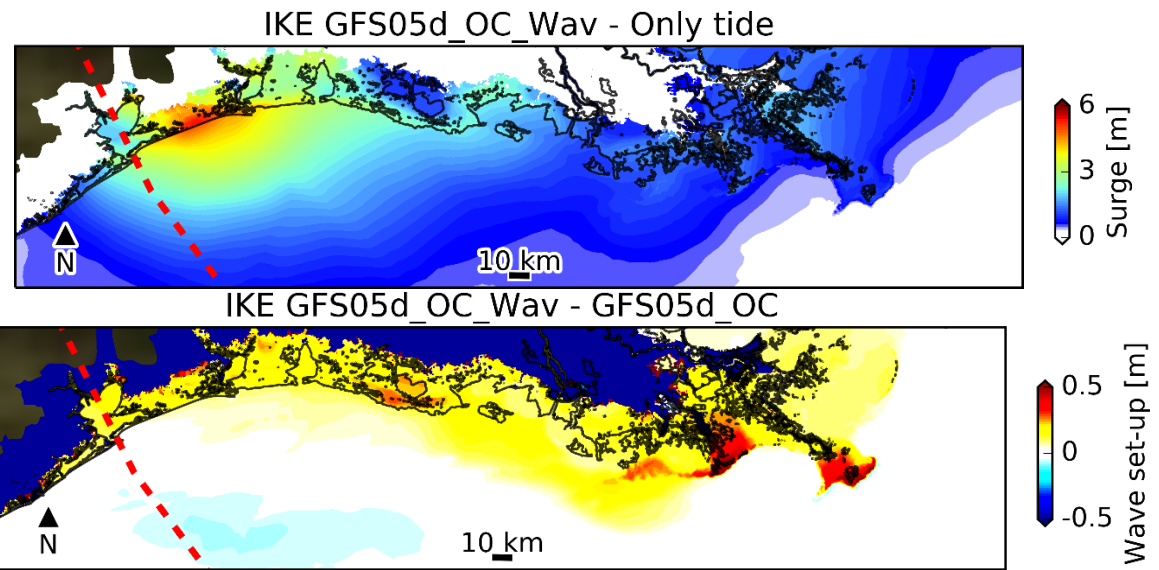 IKE GFS05d_OC_Wav - Only tide
6
3
0
Surge [m]
N
10 km
IKE GFS05d_OC_Wav - GFS05d_OC
0.5
0
-0.5
Wave set-up [m]
N
10 km